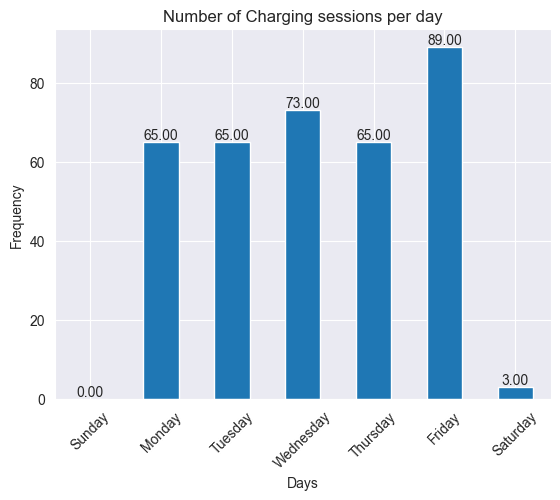 Number of Charging sessions per day
Frequency
80
60
40
20
0
0.00
65.00
65.00
73.00
65.00
89.00
3.00
Sunday
Monday
Tuesday
Wednesday
Thursday
Friday
Saturday
Days